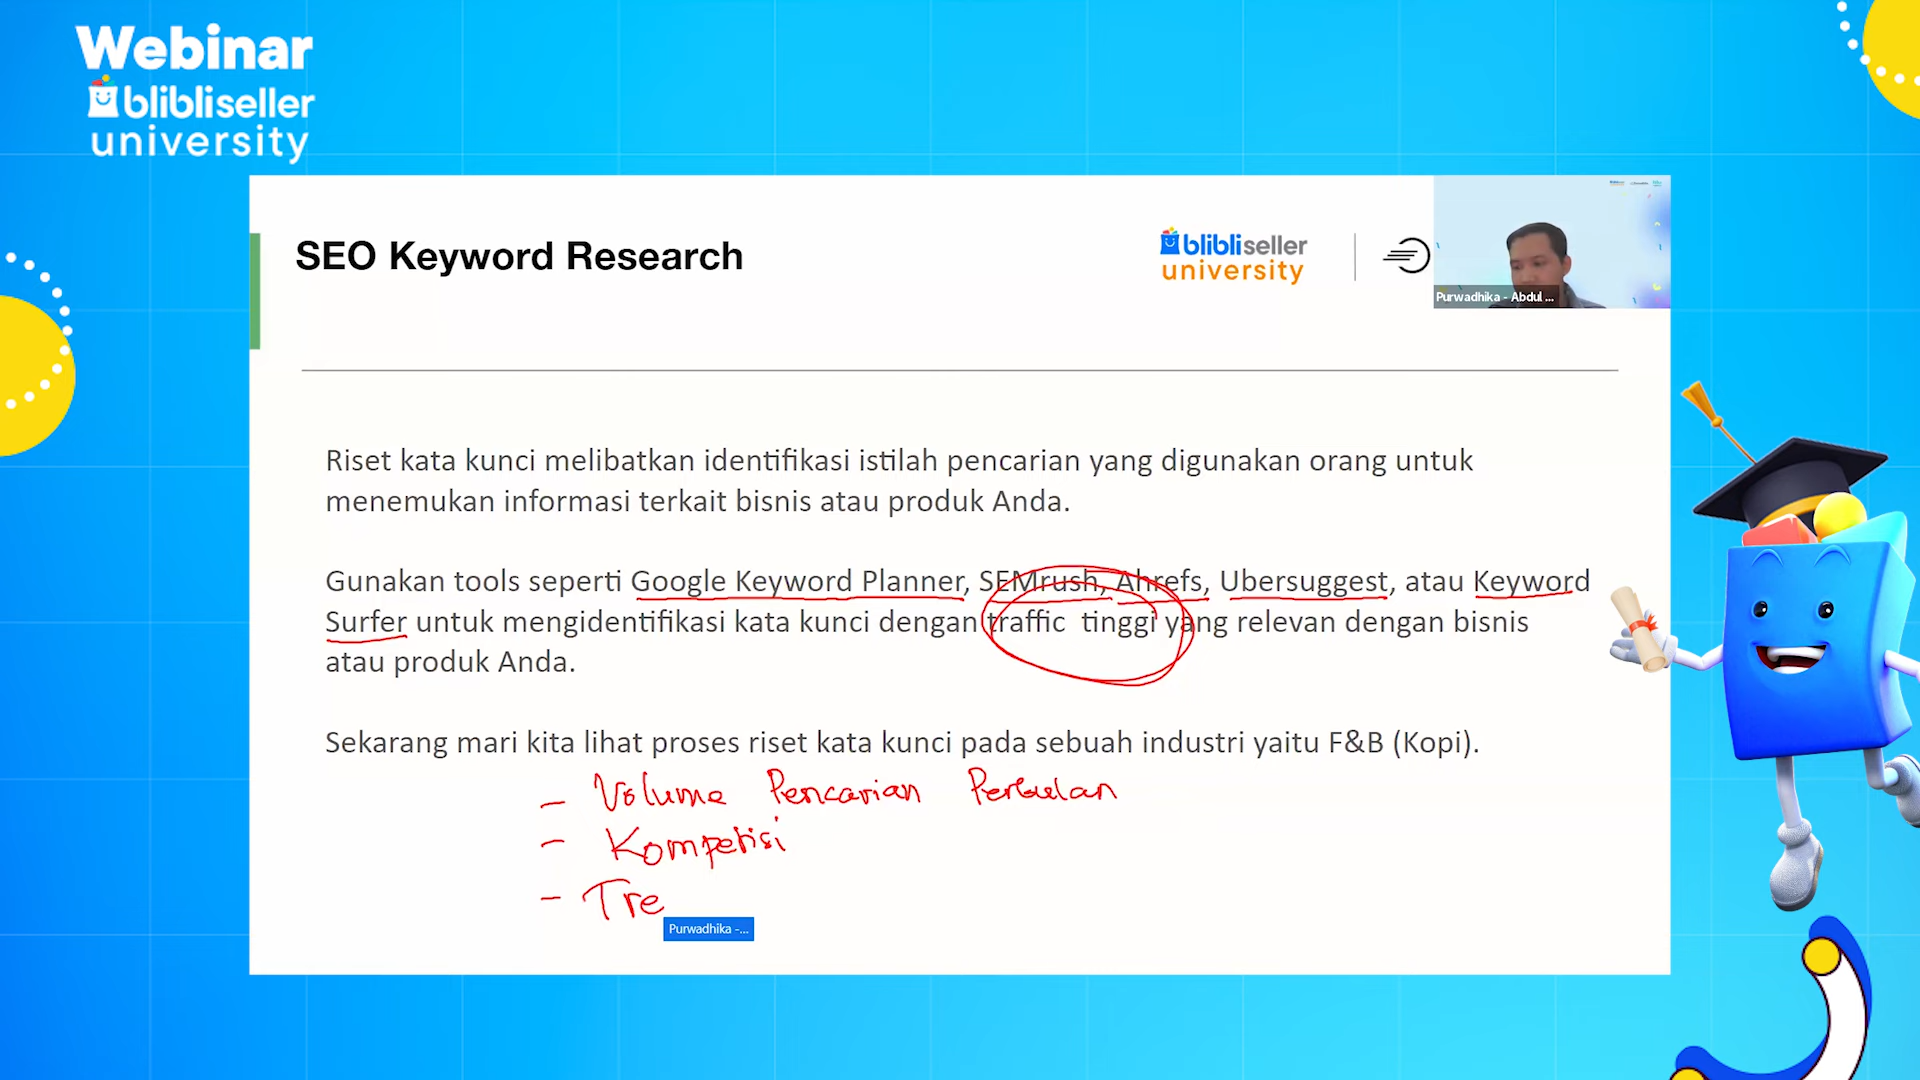 Webinar
blibliseller
university
SEO Keyword Research
blibliseller
university
Purwadhika - Abdul ...
Riset kata kunci melibatkan identifikasi istilah pencarian yang digunakan orang untuk
menemukan informasi terkait bisnis atau produk Anda.
Gunakan tools seperti Google Keyword Planner, SEMrush, Ahrefs, Ubersuggest, atau Keyword
Surfer untuk mengidentifikasi kata kunci dengan traffic tinggi yang relevan dengan bisnis
atau produk Anda.
Sekarang mari kita lihat proses riset kata kunci pada sebuah industri yaitu F&B (Kopi).
- Volume Pencarian Perbulan
- Kompetisi
- Tre
Purwadhika -...